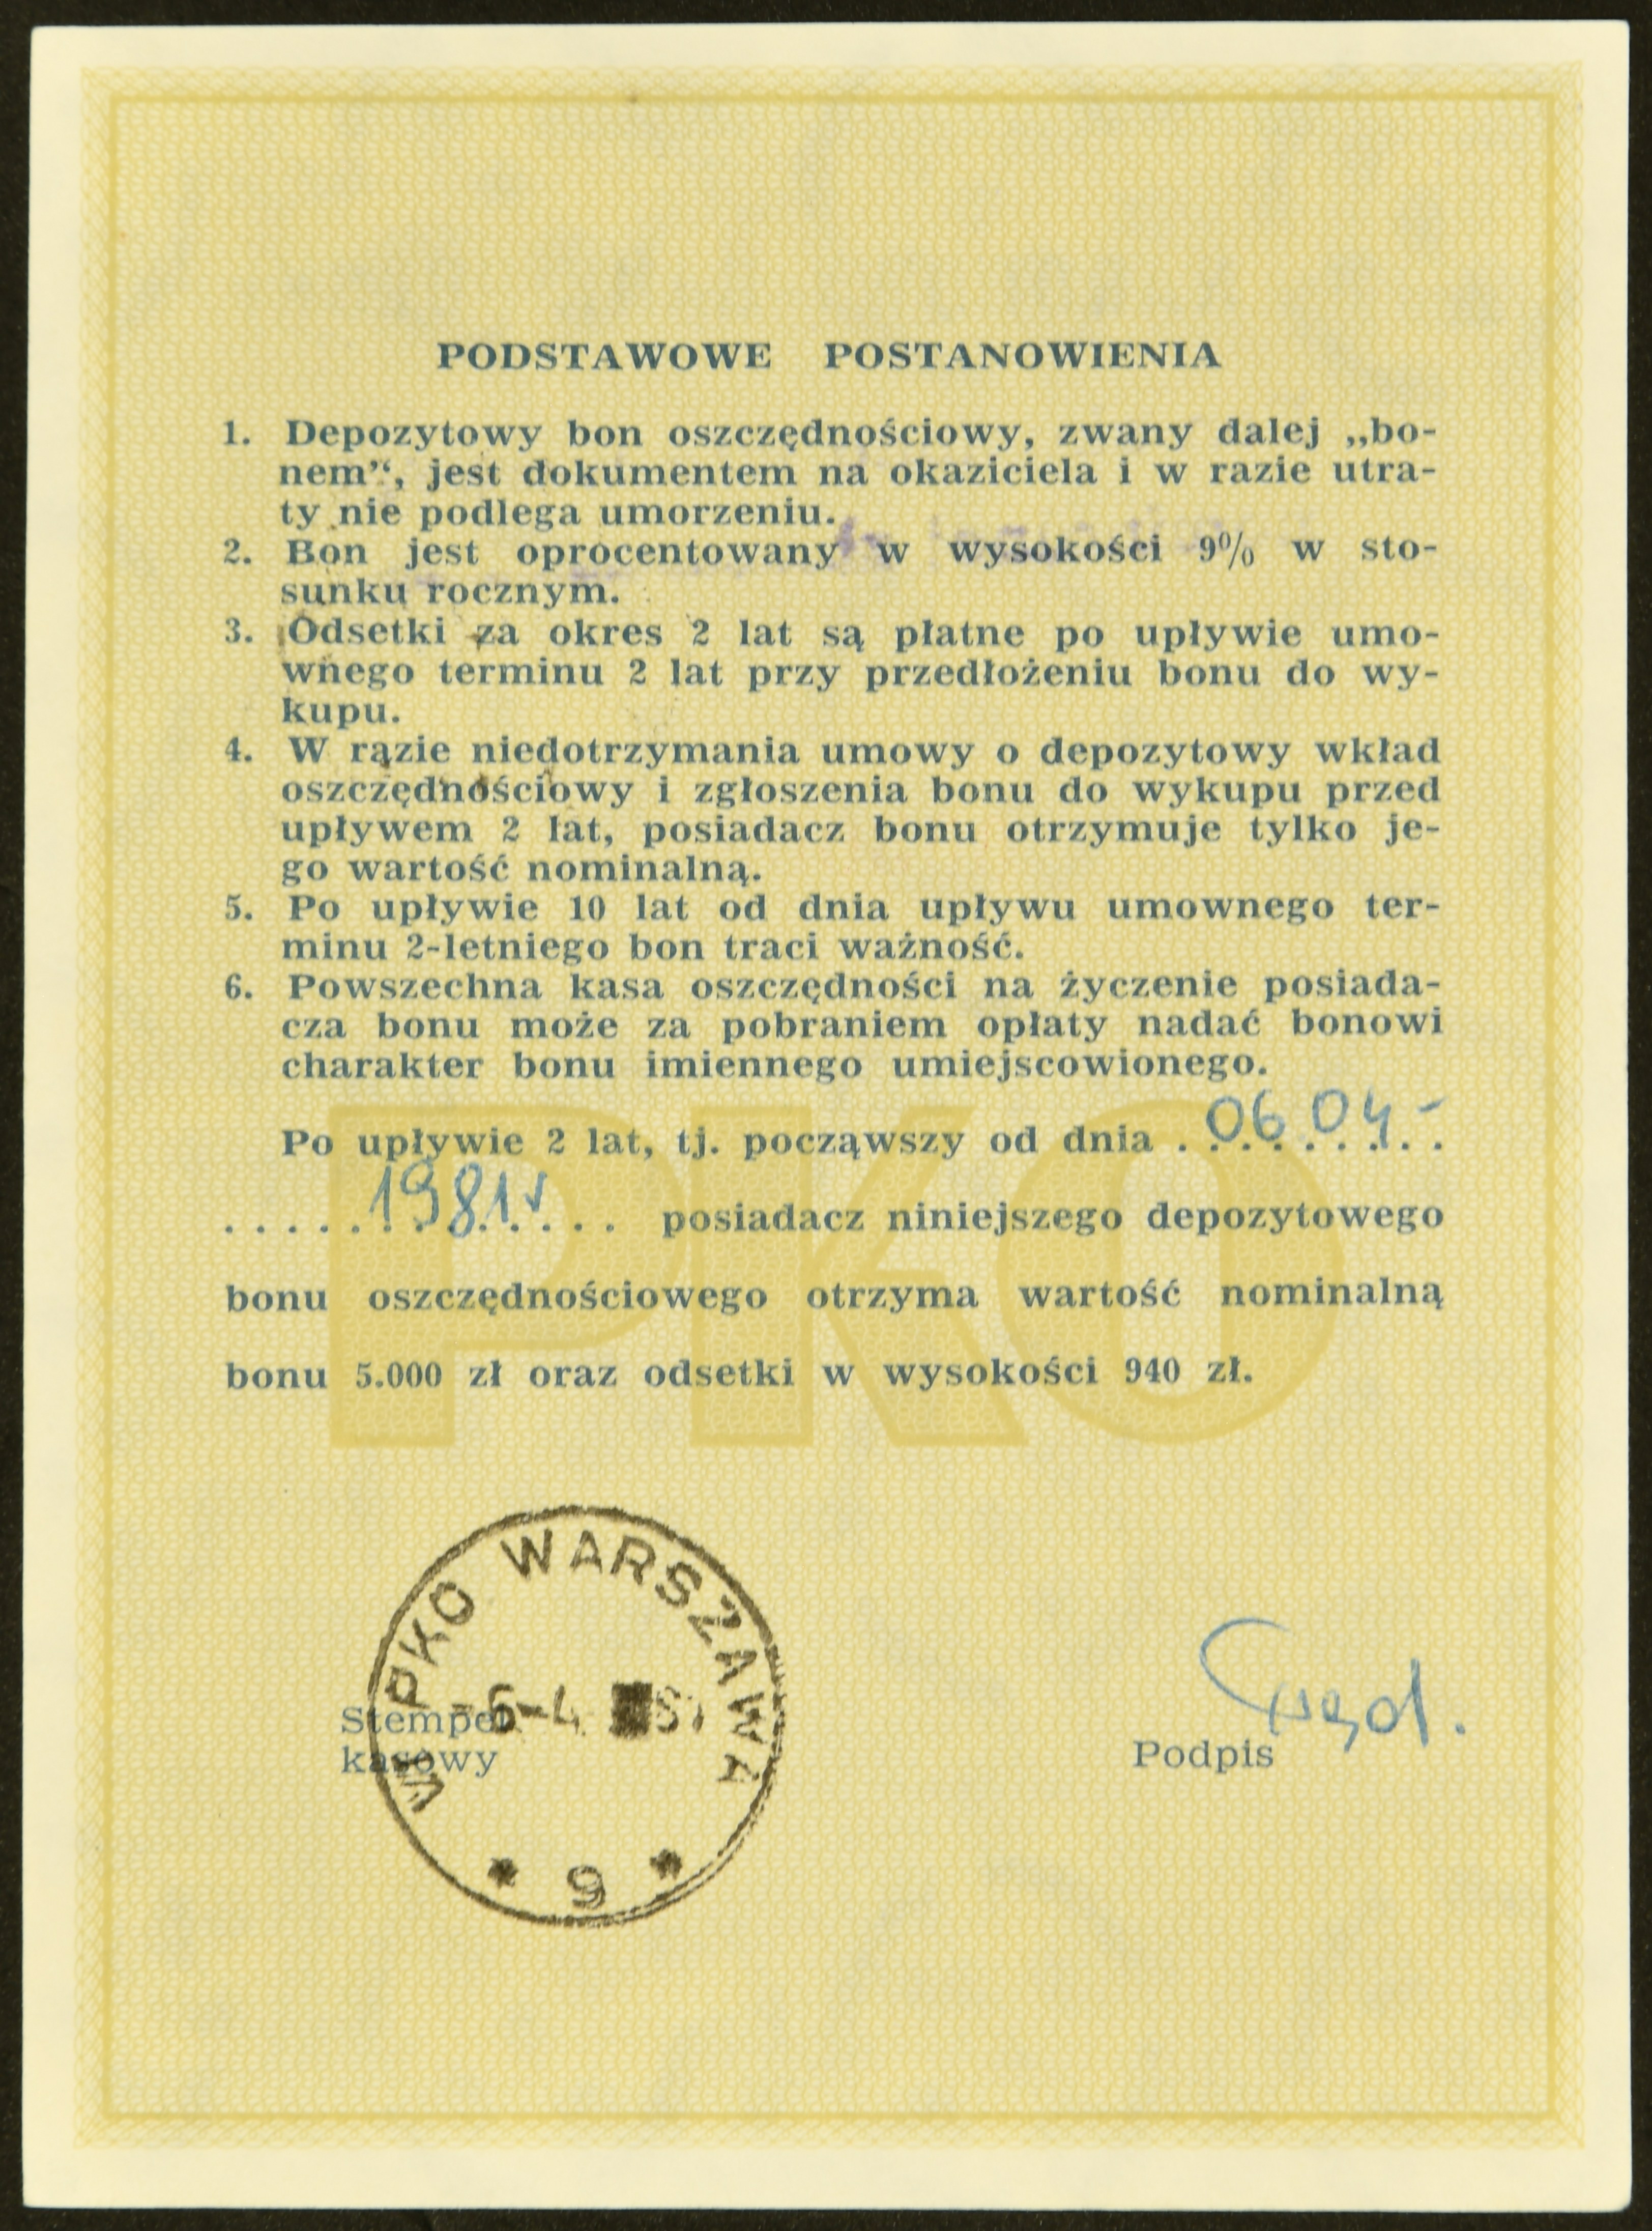 PODSTAWOWE POSTANOWIENIA
1. Depozytowy bon oszczędnościowy, zwany dalej „bo-
nem”, jest dokumentem na okaziciela i w razie utra-
ty nie podlega umorzeniu.
2. Bon jest oprocentowany w wysokości 9% w sto-
sunku rocznym.
3. Odsetki za okres 2 lat są płatne po upływie umo-
wnego terminu 2 lat przy przedłożeniu bonu do wy-
kupu.
4. W razie niedotrzymania umowy o depozytowy wkład
oszczędnościowy i zgłoszenia bonu do wykupu przed
upływem 2 lat, posiadacz bonu otrzymuje tylko je-
go wartość nominalną.
5. Po upływie 10 lat od dnia upływu umownego ter-
minu 2-letniego bon traci ważność.
6. Powszechna kasa oszczędności na życzenie posiada-
cza bonu może za pobraniem opłaty nadać bonowi
charakter bonu imiennego umiejscowionego.
Po upływie 2 lat, tj. począwszy od dnia 06 04 -
1981r posiadacz niniejszego depozytowego
bonu oszczędnościowego otrzyma wartość nominalną
bonu 5.000 zł oraz odsetki w wysokości 940 zł.
PKO
PKO WARSZAWA
-6-4
* 9 *
Stempel
kasowy
Podpis